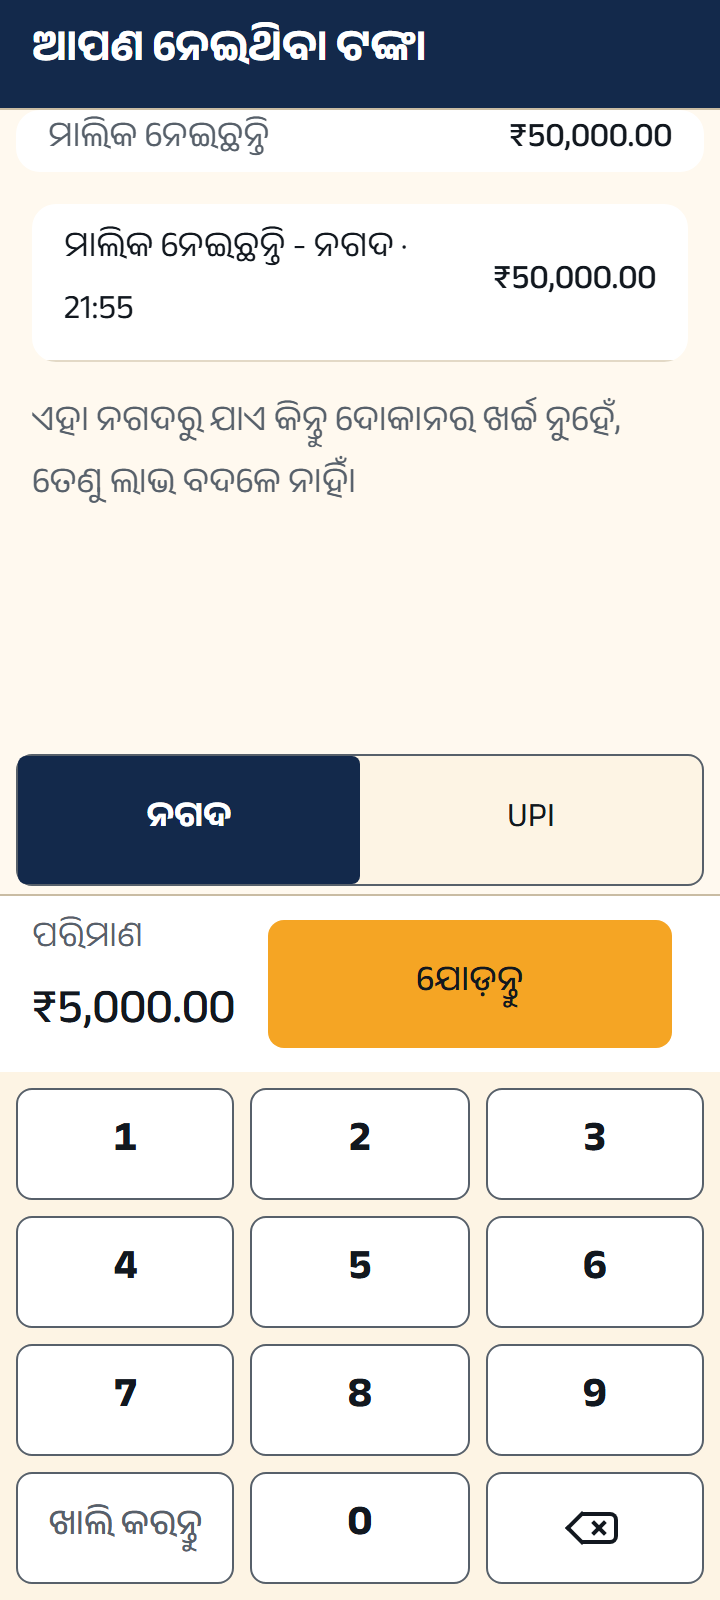 ଆପଣ ନେଇଥିବା ଟଙ୍କା
ମାଲିକ ନେଇଛନ୍ତି ₹50,000.00
ମାଲିକ ନେଇଛନ୍ତି - ନଗଦ ·
21:55
₹50,000.00
ଏହା ନଗଦରୁ ଯାଏ କିନ୍ତୁ ଦୋକାନର ଖର୍ଚ୍ଚ ନୁହେଁ,
ତେଣୁ ଲାଭ ବଦଳେ ନାହିଁ।
ନଗଦ UPI
ପରିମାଣ
₹5,000.00
ଯୋଡ଼ନ୍ତୁ
1 2 3
4 5 6
7 8 9
ଖାଲି କରନ୍ତୁ 0